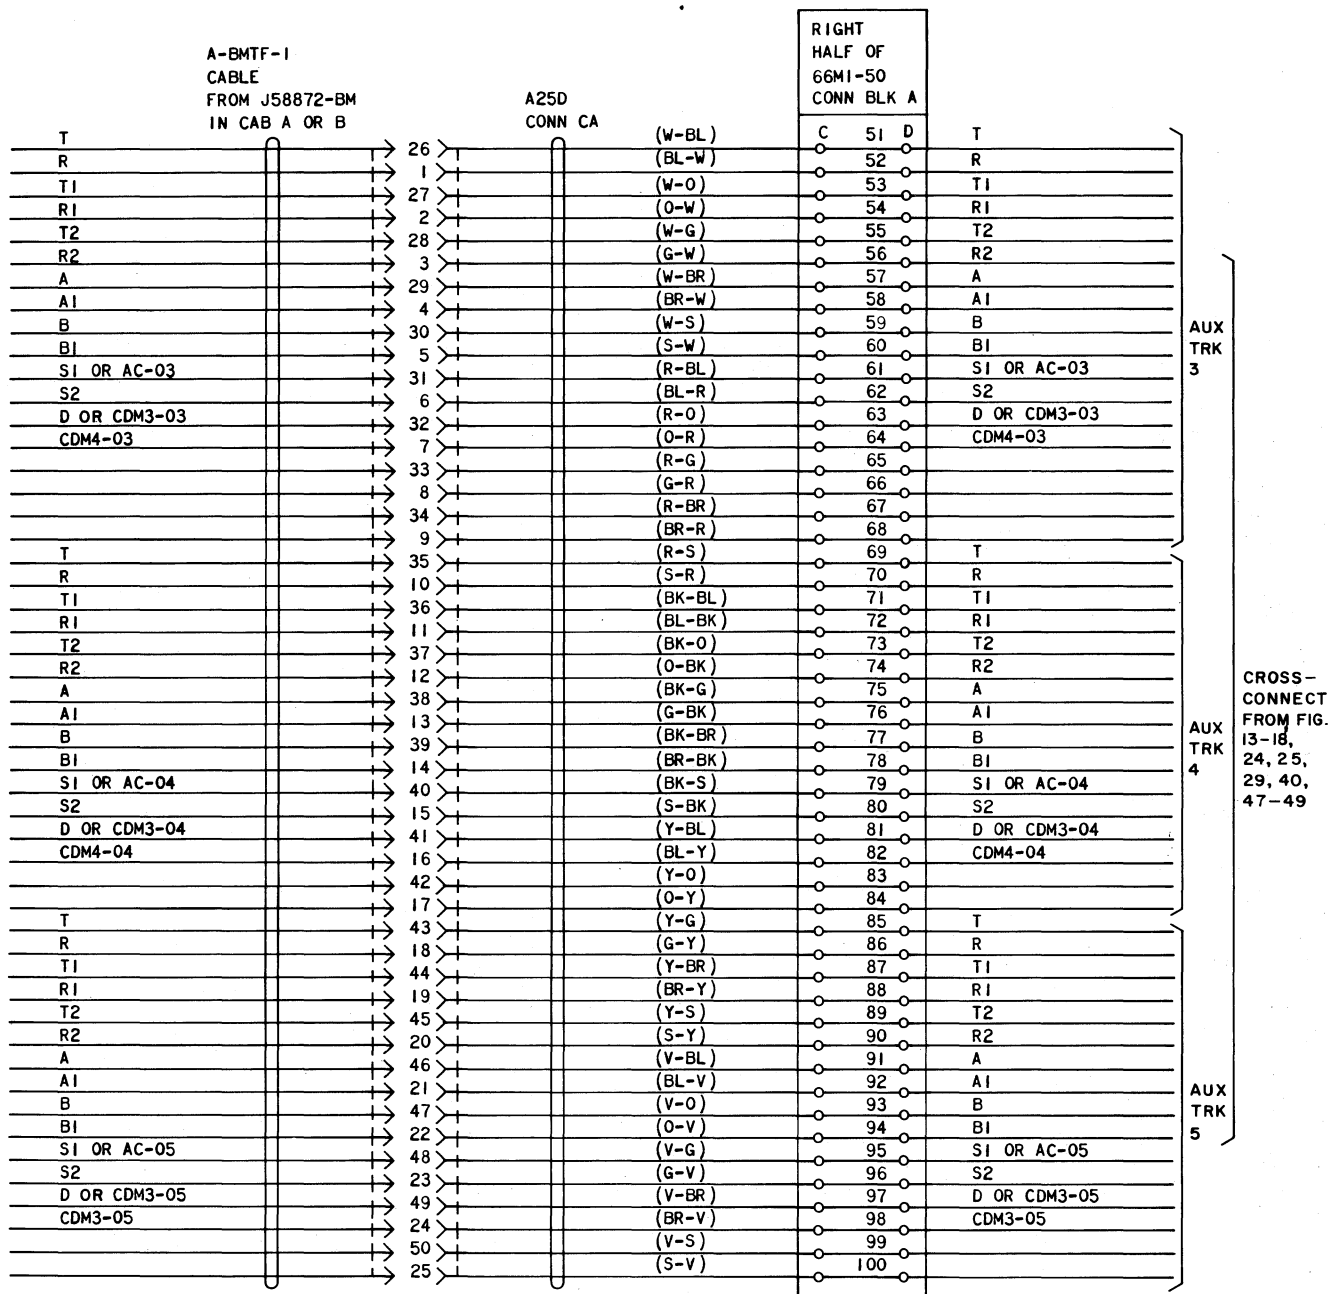 A-BMTF-1
CABLE
FROM J58872-BM
IN CAB A OR B
A25D
CONN CA
RIGHT
HALF OF
66M1-50
CONN BLK A
C 51 D
T 26 (W-BL) T
R 1 (BL-W) 52 R
T1 27 (W-O) 53 T1
R1 2 (O-W) 54 R1
T2 28 (W-G) 55 T2
R2 3 (G-W) 56 R2
A 29 (W-BR) 57 A
A1 4 (BR-W) 58 A1
B 30 (W-S) 59 B
B1 5 (S-W) 60 B1
S1 OR AC-03 31 (R-BL) 61 S1 OR AC-03
S2 6 (BL-R) 62 S2
D OR CDM3-03 32 (R-O) 63 D OR CDM3-03
CDM4-03 7 (O-R) 64 CDM4-03
33 (R-G) 65
8 (G-R) 66
34 (R-BR) 67
9 (BR-R) 68
AUX
TRK
3
T 35 (R-S) 69 T
R 10 (S-R) 70 R
T1 36 (BK-BL) 71 T1
R1 11 (BL-BK) 72 R1
T2 37 (BK-O) 73 T2
R2 12 (O-BK) 74 R2
A 38 (BK-G) 75 A
A1 13 (G-BK) 76 A1
B 39 (BK-BR) 77 B
B1 14 (BR-BK) 78 B1
S1 OR AC-04 40 (BK-S) 79 S1 OR AC-04
S2 15 (S-BK) 80 S2
D OR CDM3-04 41 (Y-BL) 81 D OR CDM3-04
CDM4-04 16 (BL-Y) 82 CDM4-04
42 (Y-O) 83
17 (O-Y) 84
AUX
TRK
4
T 43 (Y-G) 85 T
R 18 (G-Y) 86 R
T1 44 (Y-BR) 87 T1
R1 19 (BR-Y) 88 R1
T2 45 (Y-S) 89 T2
R2 20 (S-Y) 90 R2
A 46 (V-BL) 91 A
A1 21 (BL-V) 92 A1
B 47 (V-O) 93 B
B1 22 (O-V) 94 B1
S1 OR AC-05 48 (V-G) 95 S1 OR AC-05
S2 23 (G-V) 96 S2
D OR CDM3-05 49 (V-BR) 97 D OR CDM3-05
CDM3-05 24 (BR-V) 98 CDM3-05
50 (V-S) 99
25 (S-V) 100
AUX
TRK
5
CROSS-
CONNECT
FROM FIG.
13-18,
24, 25,
29, 40,
47-49